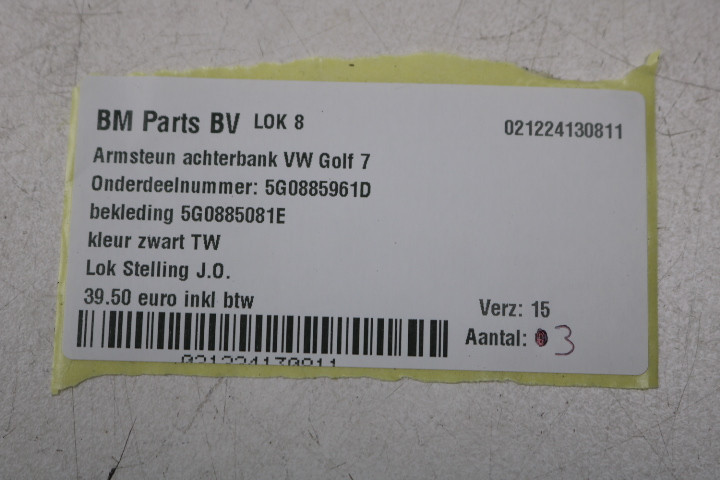 BM Parts BV LOK 8
021224130811
Armsteun achterbank VW Golf 7
Onderdeelnummer: 5G0885961D
bekleding 5G0885081E
kleur zwart TW
Lok Stelling J.O.
39.50 euro inkl btw
Verz: 15
Aantal: 3
021224130811